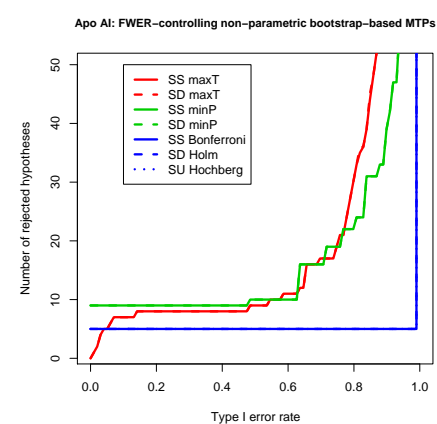 Apo AI: FWER−controlling non−parametric bootstrap−based MTPs
50
40
30
20
10
0
Number of rejected hypotheses
SS maxT
SD maxT
SS minP
SD minP
SS Bonferroni
SD Holm
SU Hochberg
0.0 0.2 0.4 0.6 0.8 1.0
Type I error rate